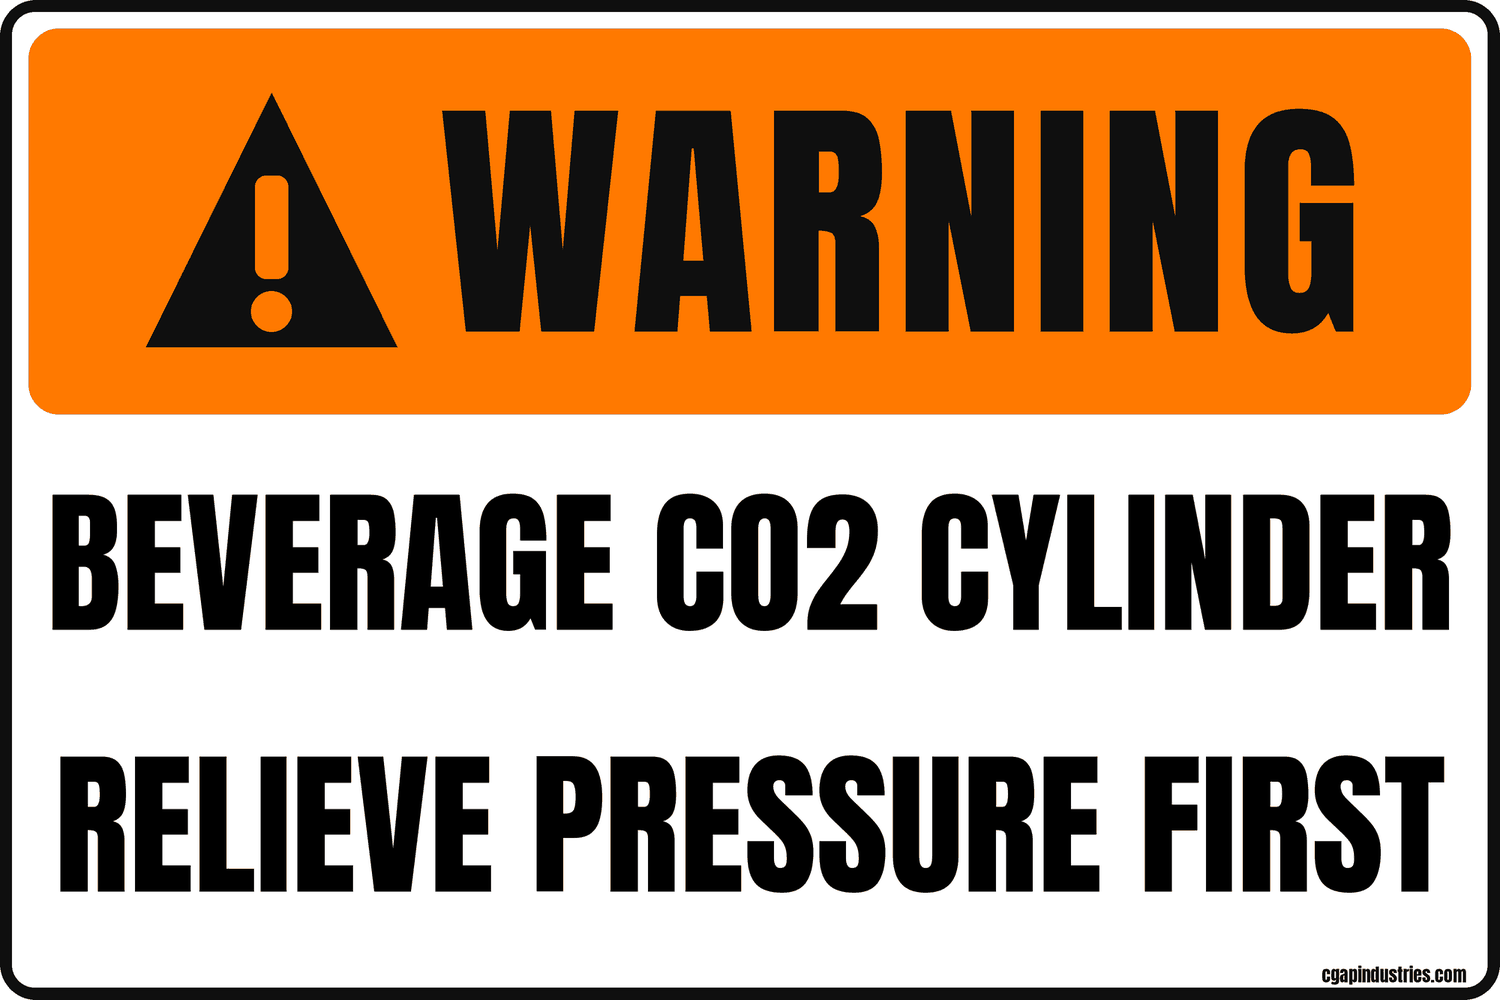 WARNING
BEVERAGE CO2 CYLINDER
RELIEVE PRESSURE FIRST
cgapindustries.com